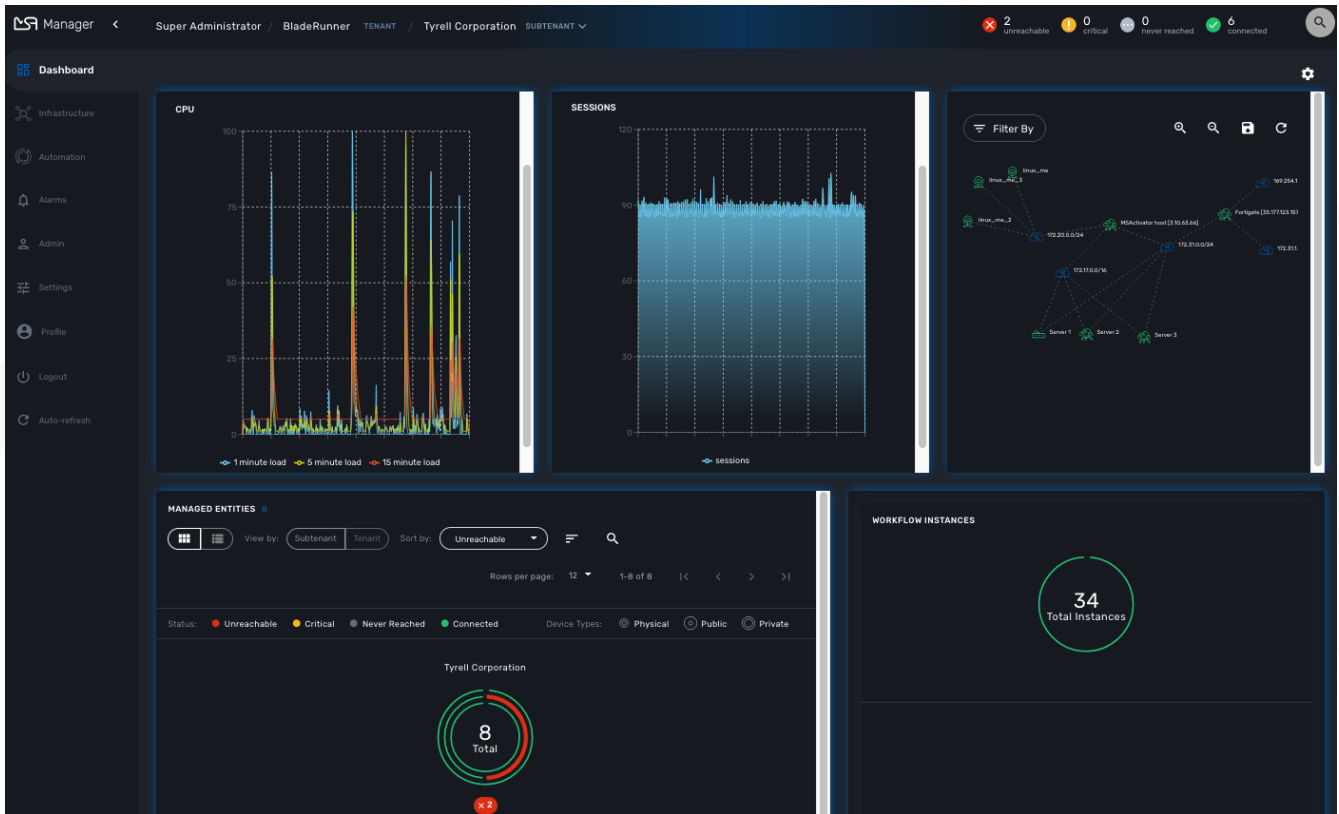 MSA Manager
Super Administrator / BladeRunner TENANT / Tyrell Corporation SUBTENANT
2 unreachable
0 critical
0 never reached
6 connected
Dashboard
Infrastructure
Automation
Alarms
Admin
Settings
Profile
Logout
Auto-refresh
CPU
100
75
50
25
0
1 minute load 5 minute load 15 minute load
SESSIONS
120
90
60
30
0
sessions
Filter By
linux_me
linux_me_3
169.254.1
linux_me_2
Fortigate [35.177.123.157
MSActivator host [3.10.63.66]
172.20.0.0/24
172.31.0.0/24
172.31.1.
172.17.0.0/16
Server 1
Server 2
Server 3
MANAGED ENTITIES 8
View by: Subtenant Tenant Sort by: Unreachable
Rows per page: 12 1-8 of 8
Status: Unreachable Critical Never Reached Connected Device Types: Physical Public Private
Tyrell Corporation
8
Total
2
WORKFLOW INSTANCES
34
Total Instances